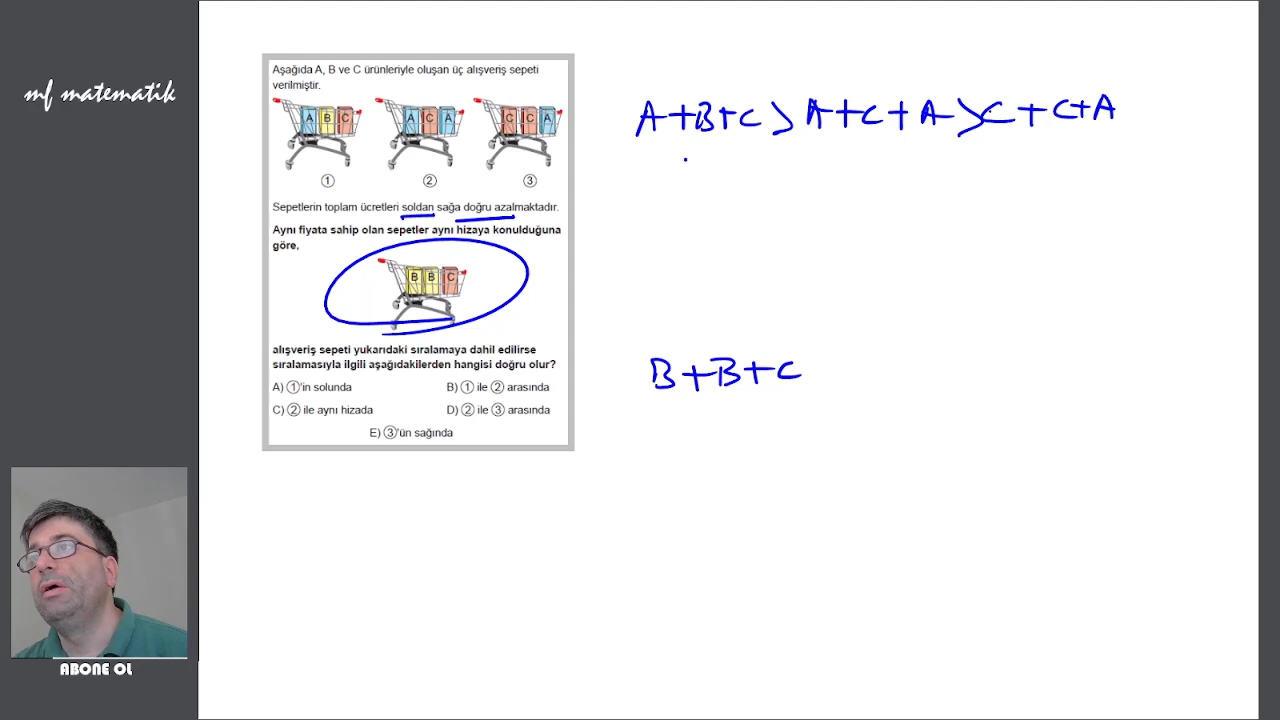 mf matematik
Aşağıda A, B ve C ürünleriyle oluşan üç alışveriş sepeti
verilmiştir.
A B C A C A C C A
① ② ③
Sepetlerin toplam ücretleri soldan sağa doğru azalmaktadır.
Aynı fiyata sahip olan sepetler aynı hizaya konulduğuna
göre,
B B C
alışveriş sepeti yukarıdaki sıralamaya dahil edilirse
sıralamasıyla ilgili aşağıdakilerden hangisi doğru olur?
A) ①'in solunda B) ① ile ② arasında
C) ② ile aynı hizada D) ② ile ③ arasında
E) ③'ün sağında
A+B+C > A+C+A > C+C+A
B+B+C
ABONE OL